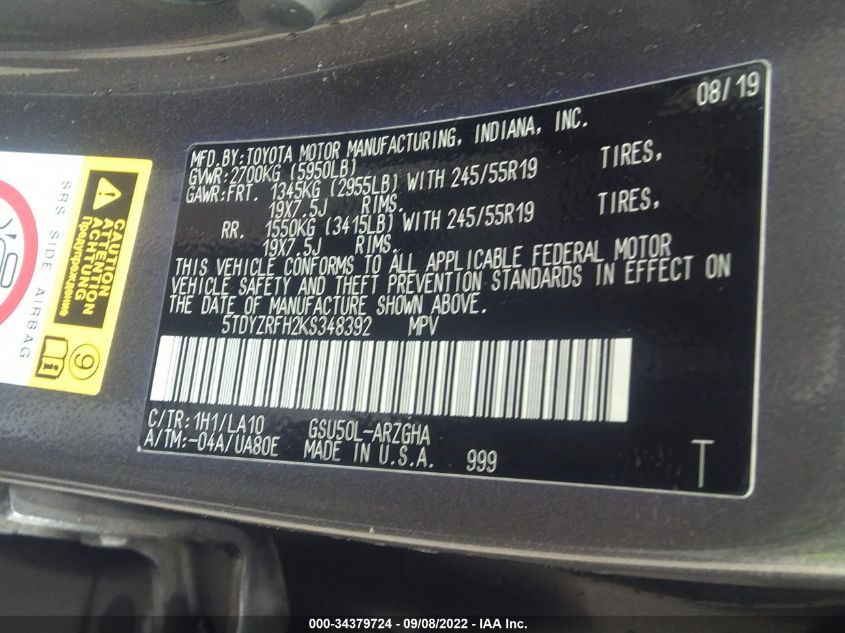 08/19
MFD.BY:TOYOTA MOTOR MANUFACTURING, INDIANA, INC.
GVWR:2700KG (5950LB)
GAWR:FRT. 1345KG (2955LB) WITH 245/55R19 TIRES,
19X7.5J RIMS.
RR. 1550KG (3415LB) WITH 245/55R19 TIRES,
19X7.5J RIMS.
THIS VEHICLE CONFORMS TO ALL APPLICABLE FEDERAL MOTOR
VEHICLE SAFETY AND THEFT PREVENTION STANDARDS IN EFFECT ON
THE DATE OF MANUFACTURE SHOWN ABOVE.
5TDYZRFH2KS348392 MPV
C/TR:1H1/LA10 GSU50L-ARZGHA
A/TM:-04A/UA80E MADE IN U.S.A. 999
T
SRS SIDE AIRBAG
CAUTION
ATTENTION
ACHTUNG
Предупреждение
9
i
000-34379724 - 09/08/2022 - IAA Inc.